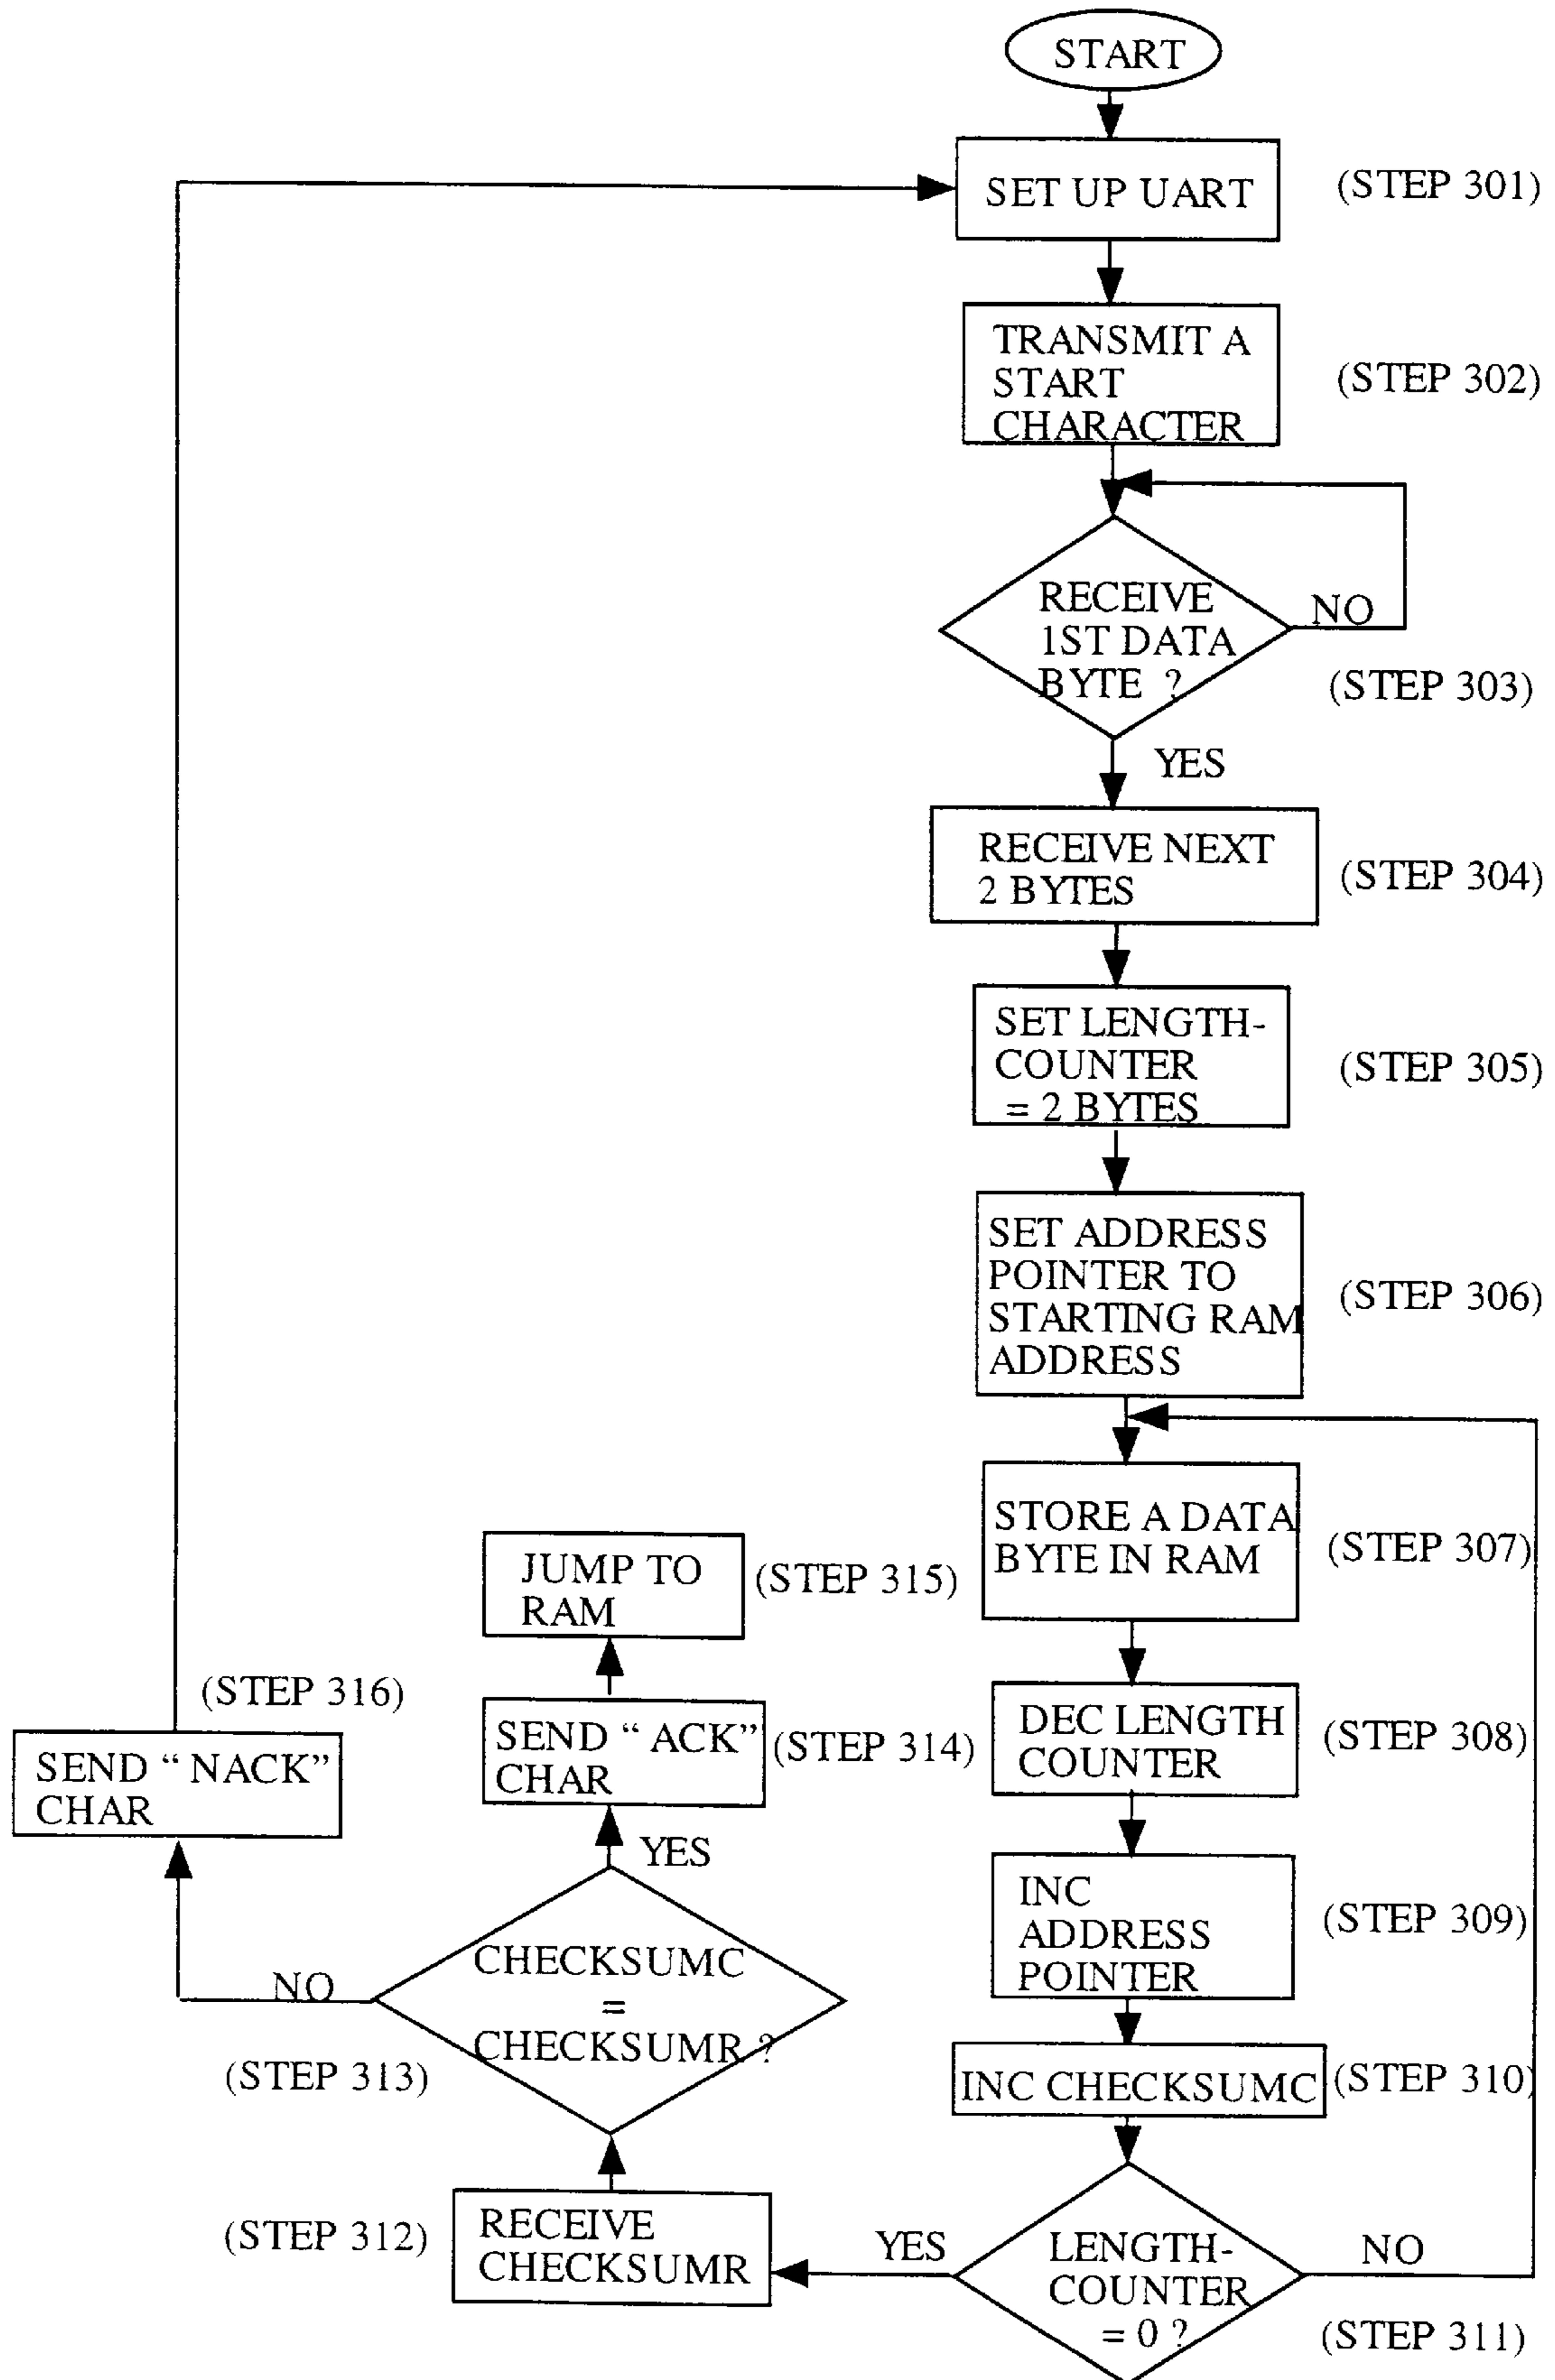 START
SET UP UART
(STEP 301)
TRANSMIT A
START
CHARACTER
(STEP 302)
RECEIVE
1ST DATA
BYTE ?
NO
(STEP 303)
YES
RECEIVE NEXT
2 BYTES
(STEP 304)
SET LENGTH-
COUNTER
= 2 BYTES
(STEP 305)
SET ADDRESS
POINTER TO
STARTING RAM
ADDRESS
(STEP 306)
STORE A DATA
BYTE IN RAM
(STEP 307)
DEC LENGTH
COUNTER
(STEP 308)
INC
ADDRESS
POINTER
(STEP 309)
INC CHECKSUMC
(STEP 310)
LENGTH-
COUNTER
= 0 ?
NO
(STEP 311)
YES
RECEIVE
CHECKSUMR
(STEP 312)
CHECKSUMC
=
CHECKSUMR ?
(STEP 313)
YES
SEND “ ACK”
CHAR
(STEP 314)
JUMP TO
RAM
(STEP 315)
NO
SEND “ NACK”
CHAR
(STEP 316)